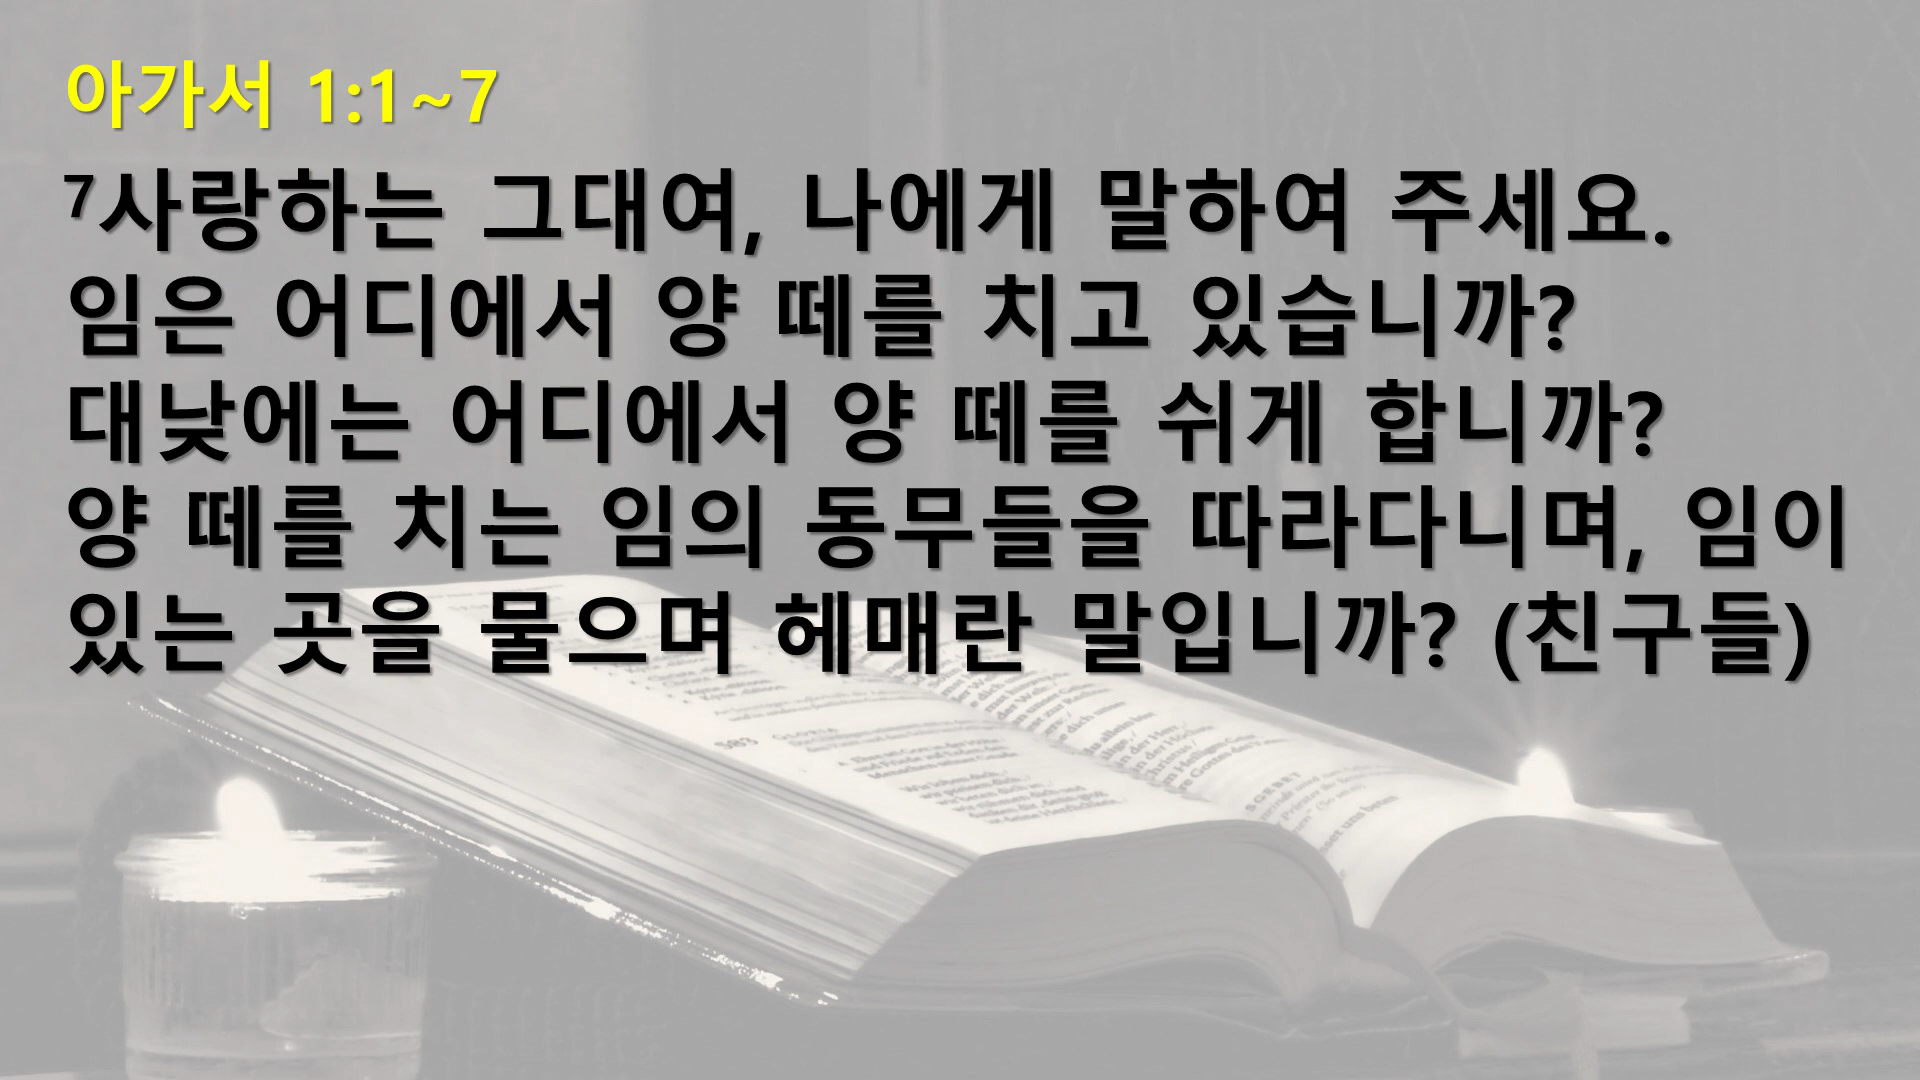 아가서 1:1~7
⁷사랑하는 그대여, 나에게 말하여 주세요.
임은 어디에서 양 떼를 치고 있습니까?
대낮에는 어디에서 양 떼를 쉬게 합니까?
양 떼를 치는 임의 동무들을 따라다니며, 임이
있는 곳을 물으며 헤매란 말입니까? (친구들)
583 GLORIA